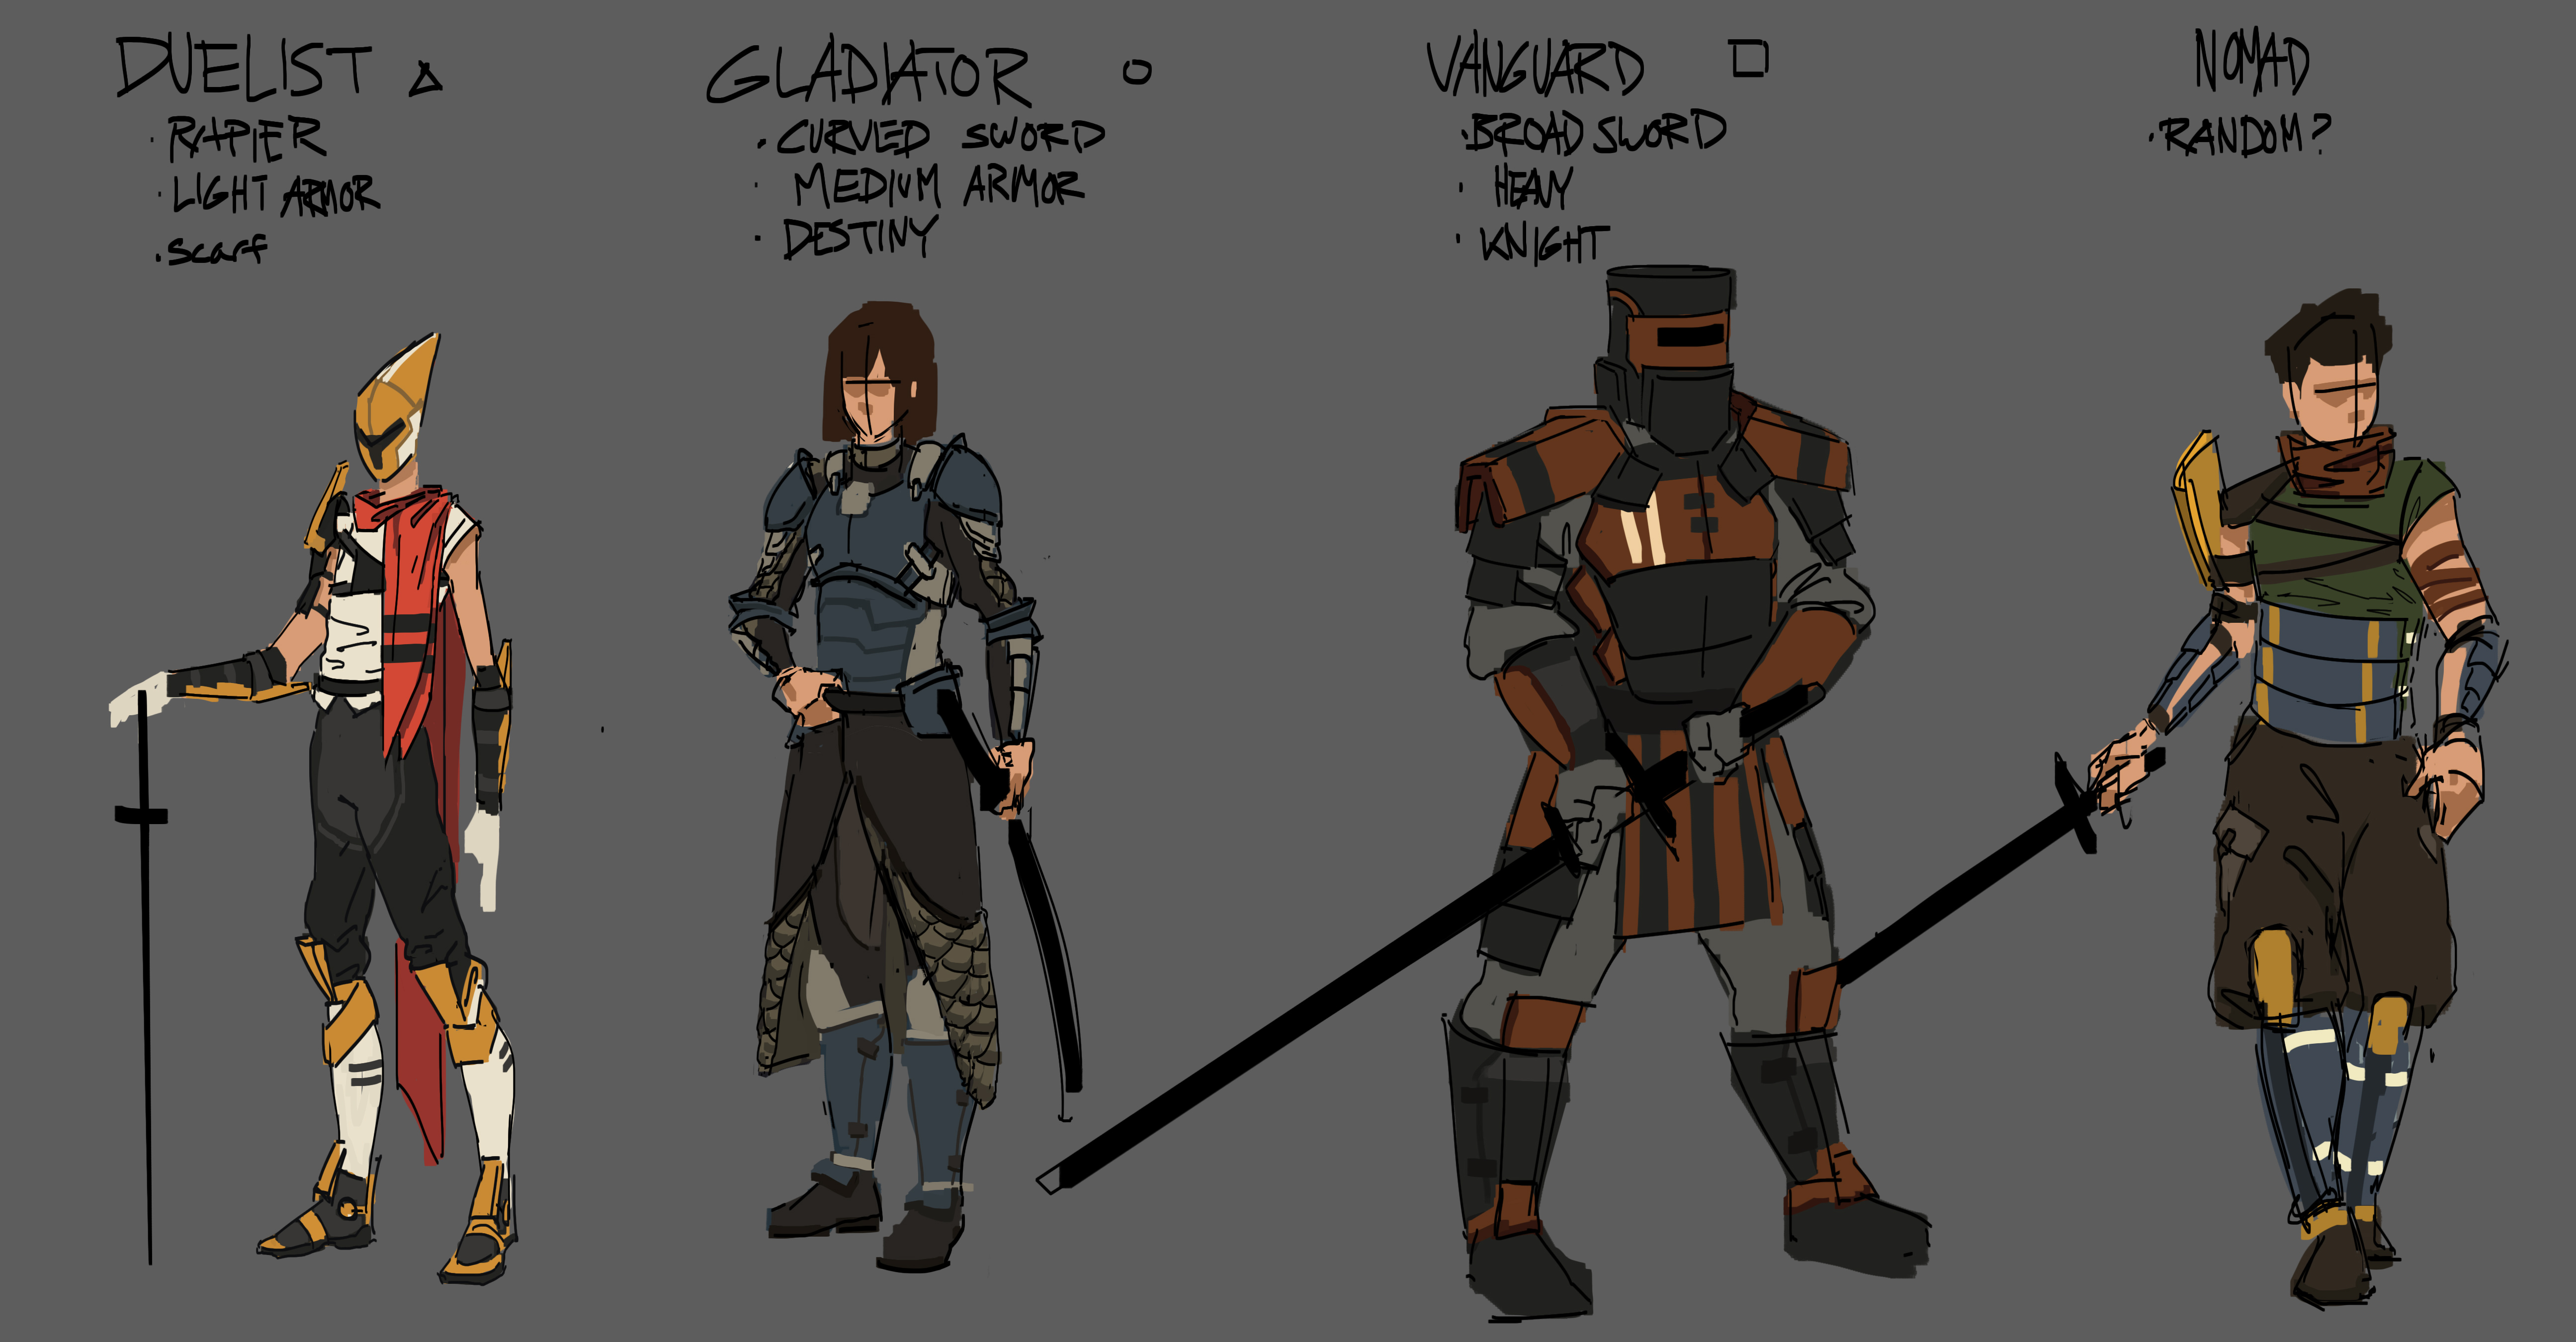 DUELIST
· RAPIER
· LIGHT ARMOR
· Scarf
GLADIATOR
· CURVED SWORD
· MEDIUM ARMOR
· DESTINY
VANGUARD
· BROAD SWORD
· HEAVY
· KNIGHT
NOMAD
· RANDOM?